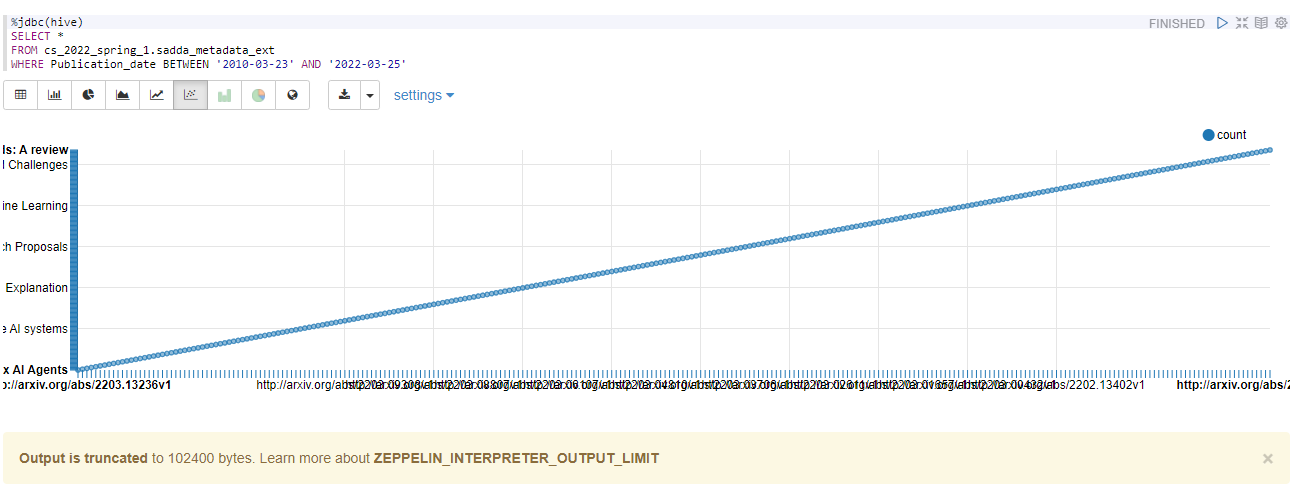 %jdbc(hive)
FINISHED
SELECT *
FROM cs_2022_spring_1.sadda_metadata_ext
WHERE Publication_date BETWEEN '2010-03-23' AND '2022-03-25'
settings
count
ls: A review
l Challenges
ine Learning
ch Proposals
Explanation
e AI systems
x AI Agents
p://arxiv.org/abs/2203.13236v1
http://arxiv.org/abs/2202.13402v1
http://arxiv.org/abs/2
Output is truncated to 102400 bytes. Learn more about ZEPPELIN_INTERPRETER_OUTPUT_LIMIT
×